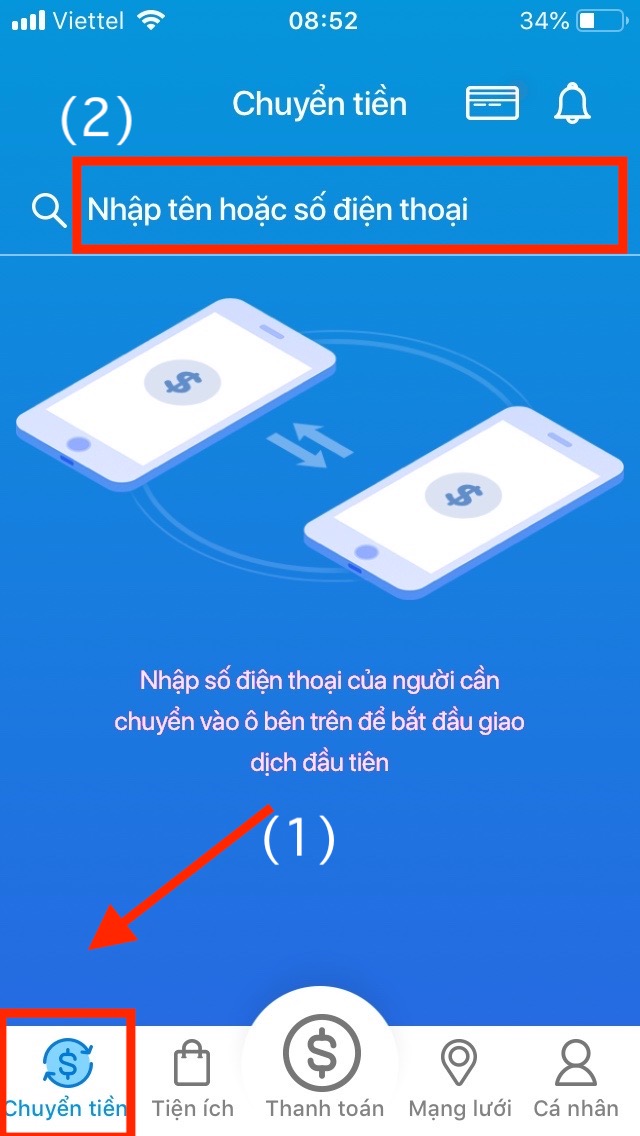 Viettel 08:52 34%
(2) Chuyển tiền
Nhập tên hoặc số điện thoại
$
$
Nhập số điện thoại của người cần
chuyển vào ô bên trên để bắt đầu giao
dịch đầu tiên
(1)
$ $
Chuyển tiền Tiện ích Thanh toán Mạng lưới Cá nhân